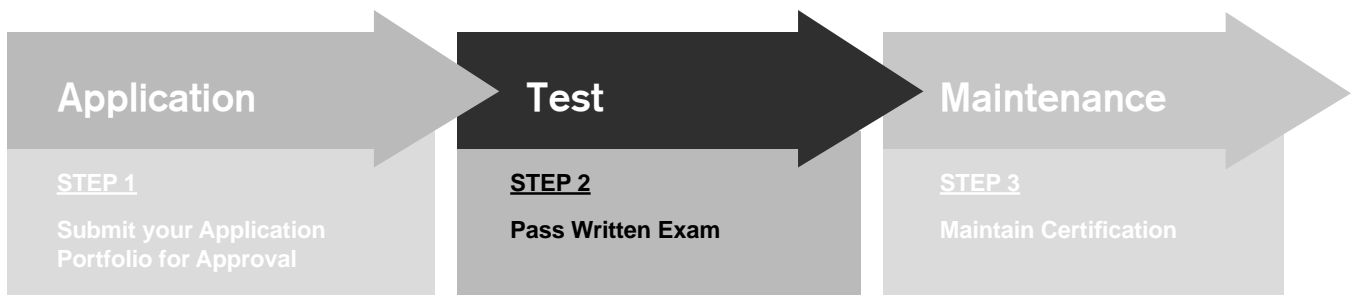 Application
STEP 1
Submit your Application
Portfolio for Approval
Test
STEP 2
Pass Written Exam
Maintenance
STEP 3
Maintain Certification